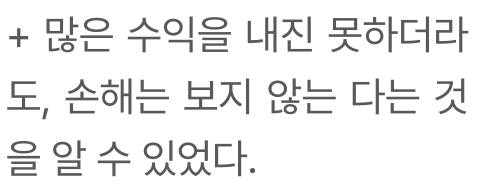 + 많은 수익을 내진 못하더라
도, 손해는 보지 않는 다는 것
을 알 수 있었다.